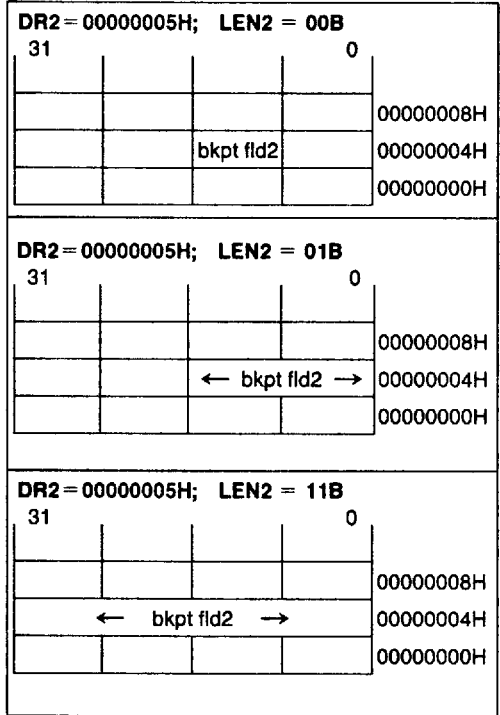 DR2=00000005H; LEN2 = 00B
31 0
00000008H
bkpt fld2 00000004H
00000000H
DR2=00000005H; LEN2 = 01B
31 0
00000008H
← bkpt fld2 → 00000004H
00000000H
DR2=00000005H; LEN2 = 11B
31 0
00000008H
← bkpt fld2 → 00000004H
00000000H